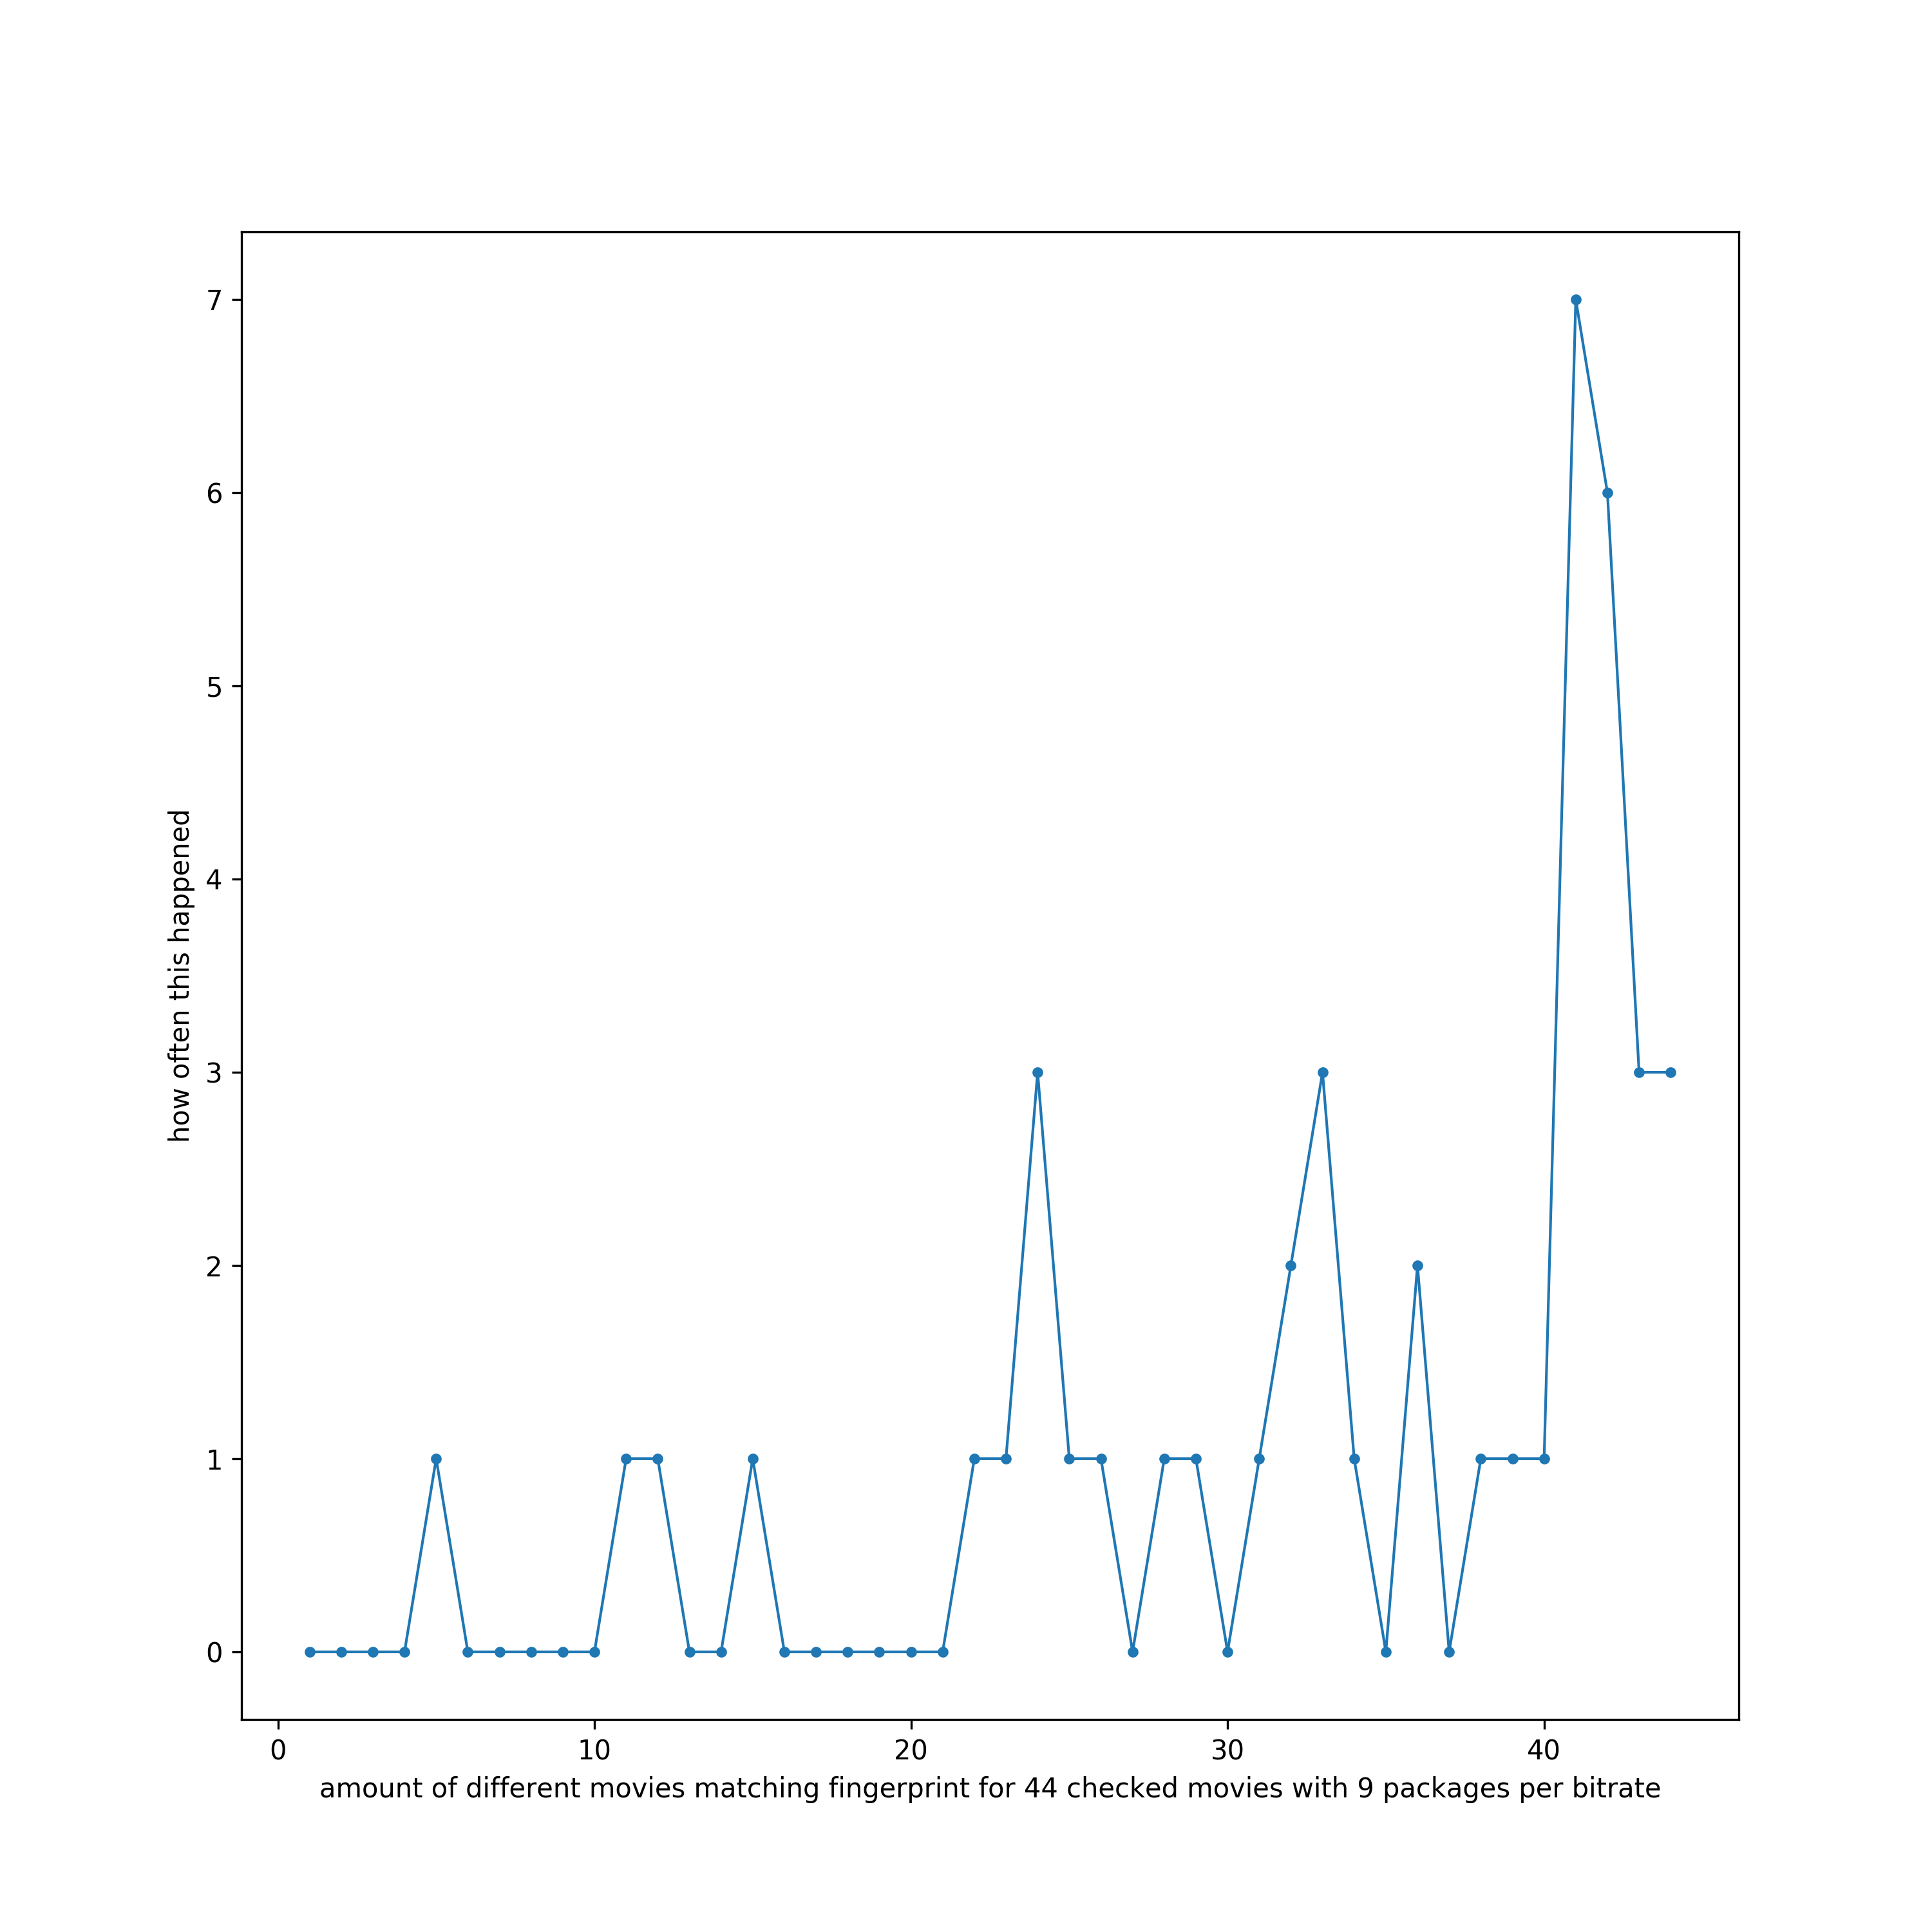 7
6
5
4
3
2
1
0
how often this happened
0 10 20 30 40
amount of different movies matching fingerprint for 44 checked movies with 9 packages per bitrate